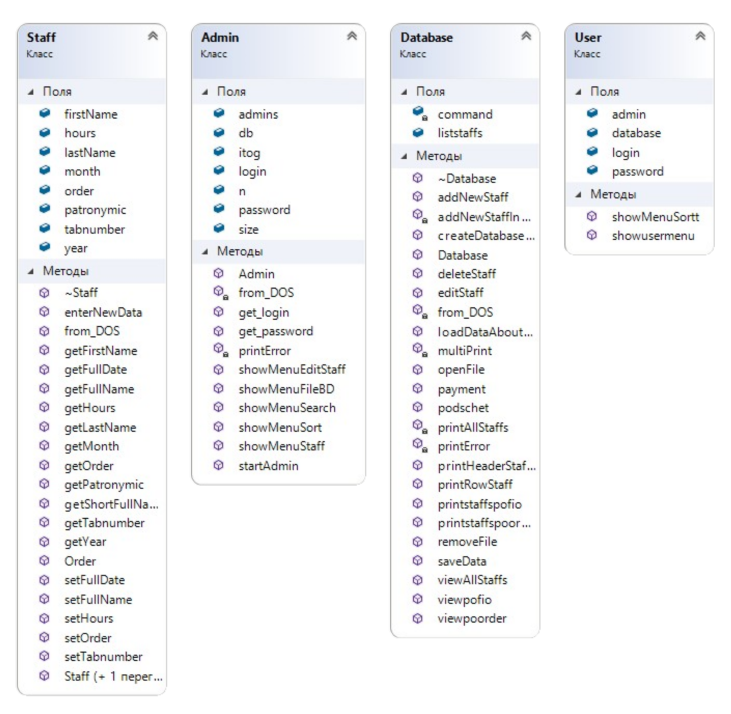 Staff
Класс
Поля
firstName
hours
lastName
month
order
patronymic
tabnumber
year
Методы
~Staff
enterNewData
from_DOS
getFirstName
getFullDate
getFullName
getHours
getLastName
getMonth
getOrder
getPatronymic
getShortFullNa...
getTabnumber
getYear
Order
setFullDate
setFullName
setHours
setOrder
setTabnumber
Staff (+ 1 перег...
Admin
Класс
Поля
admins
db
itog
login
n
password
size
Методы
Admin
from_DOS
get_login
get_password
printError
showMenuEditStaff
showMenuFileBD
showMenuSearch
showMenuSort
showMenuStaff
startAdmin
Database
Класс
Поля
command
liststaffs
Методы
~Database
addNewStaff
addNewStaffIn...
createDatabase...
Database
deleteStaff
editStaff
from_DOS
loadDataAbout...
multiPrint
openFile
payment
podschet
printAllStaffs
printError
printHeaderStaf...
printRowStaff
printstaffspofio
printstaffspoor...
removeFile
saveData
viewAllStaffs
viewpofio
viewpoorder
User
Класс
Поля
admin
database
login
password
Методы
showMenuSortt
showusermenu